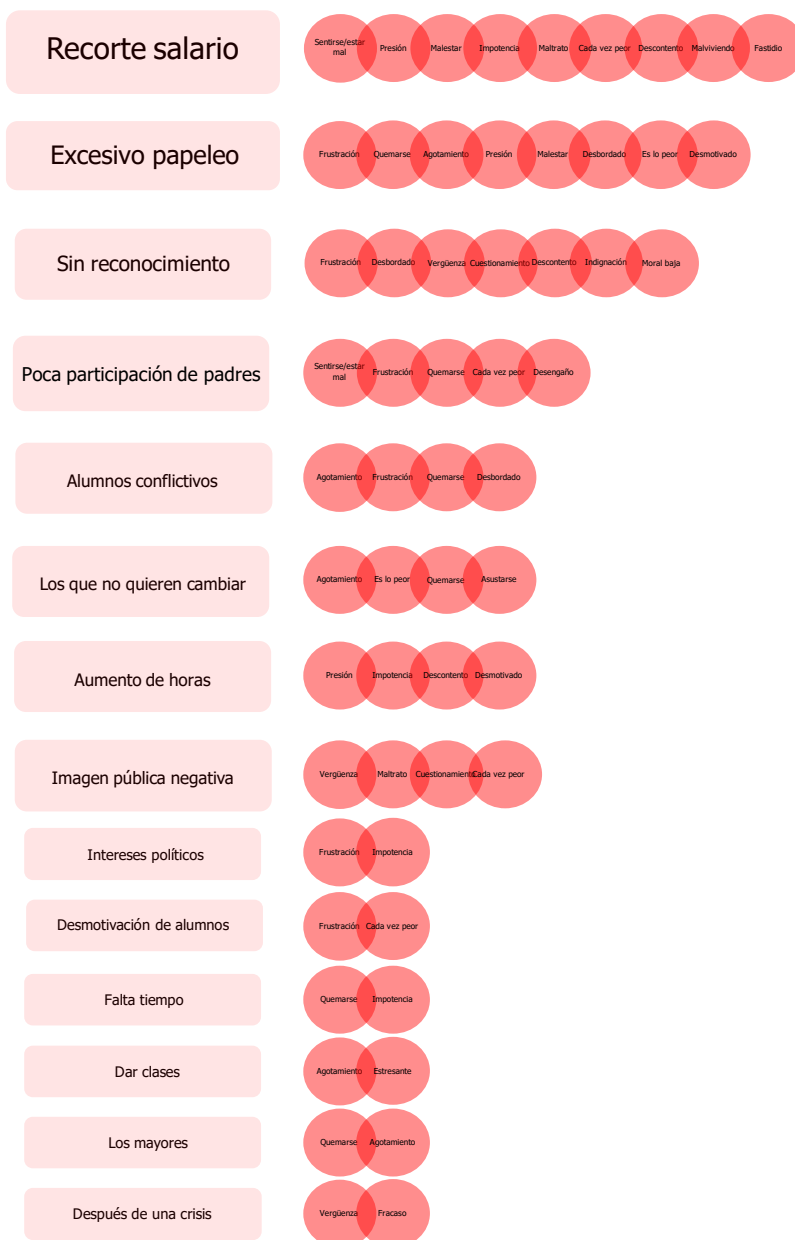 Recorte salario
Sentirse/estar
mal
Presión
Malestar
Impotencia
Maltrato
Cada vez peor
Descontento
Malviviendo
Fastidio
Excesivo papeleo
Frustración
Quemarse
Agotamiento
Presión
Malestar
Desbordado
Es lo peor
Desmotivado
Sin reconocimiento
Frustración
Desbordado
Vergüenza
Cuestionamiento
Descontento
Indignación
Moral baja
Poca participación de padres
Sentirse/estar
mal
Frustración
Quemarse
Cada vez peor
Desengaño
Alumnos conflictivos
Agotamiento
Frustración
Quemarse
Desbordado
Los que no quieren cambiar
Agotamiento
Es lo peor
Quemarse
Asustarse
Aumento de horas
Presión
Impotencia
Descontento
Desmotivado
Imagen pública negativa
Vergüenza
Maltrato
Cuestionamiento
Cada vez peor
Intereses políticos
Frustración
Impotencia
Desmotivación de alumnos
Frustración
Cada vez peor
Falta tiempo
Quemarse
Impotencia
Dar clases
Agotamiento
Estresante
Los mayores
Quemarse
Agotamiento
Después de una crisis
Vergüenza
Fracaso